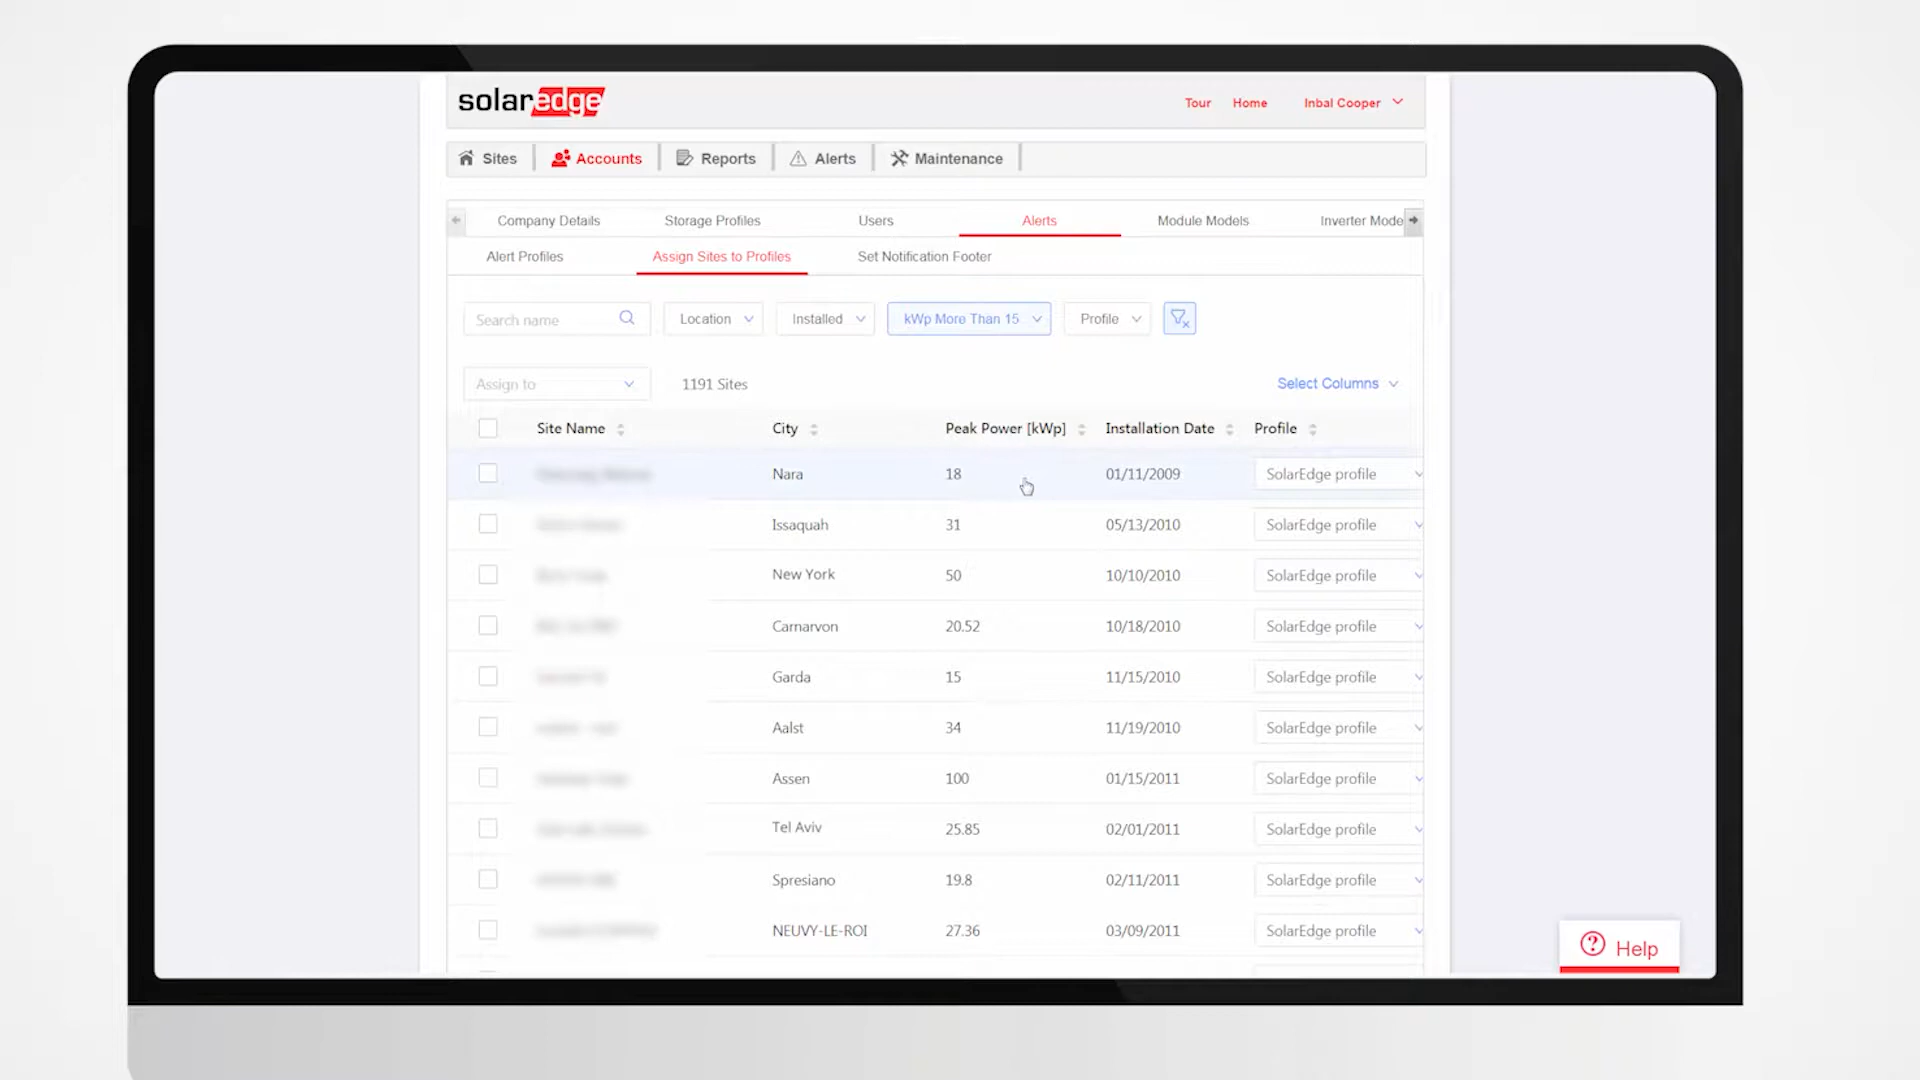 solaredge
Tour Home Inbal Cooper
Sites Accounts Reports Alerts Maintenance
Company Details Storage Profiles Users Alerts Module Models Inverter Mode
Alert Profiles Assign Sites to Profiles Set Notification Footer
Search name Location Installed kWp More Than 15 Profile
Assign to 1191 Sites Select Columns
Site Name City Peak Power [kWp] Installation Date Profile
Nara 18 01/11/2009 SolarEdge profile
Issaquah 31 05/13/2010 SolarEdge profile
New York 50 10/10/2010 SolarEdge profile
Carnarvon 20.52 10/18/2010 SolarEdge profile
Garda 15 11/15/2010 SolarEdge profile
Aalst 34 11/19/2010 SolarEdge profile
Assen 100 01/15/2011 SolarEdge profile
Tel Aviv 25.85 02/01/2011 SolarEdge profile
Spresiano 19.8 02/11/2011 SolarEdge profile
NEUVY-LE-ROI 27.36 03/09/2011 SolarEdge profile
? Help